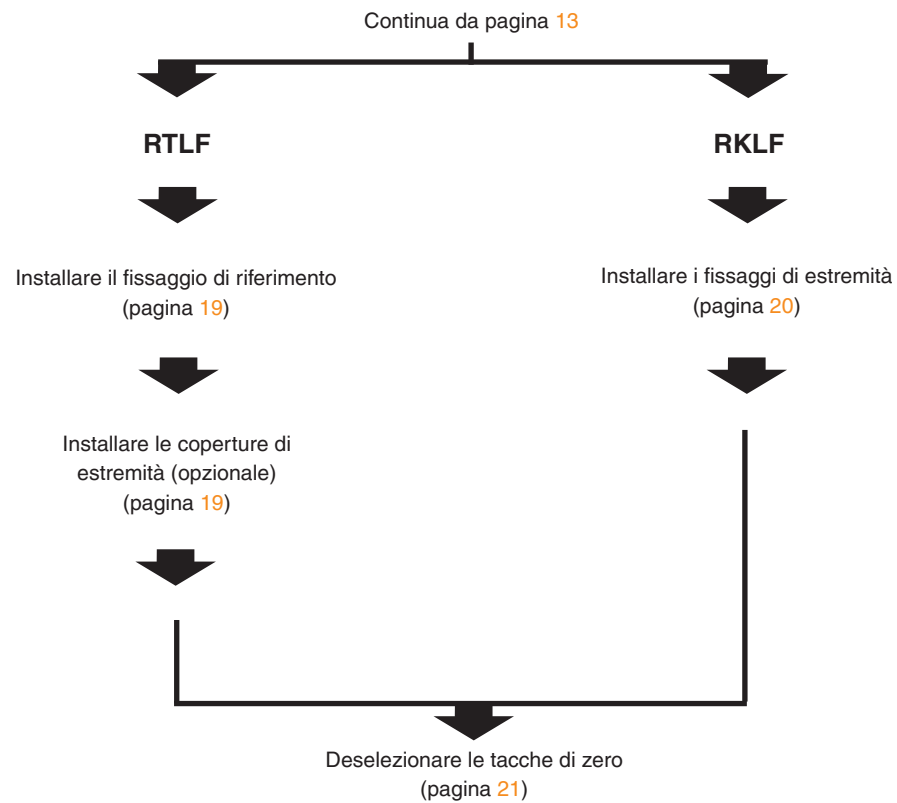 Continua da pagina 13
RTLF
RKLF
Installare il fissaggio di riferimento
(pagina 19)
Installare i fissaggi di estremità
(pagina 20)
Installare le coperture di
estremità (opzionale)
(pagina 19)
Deselezionare le tacche di zero
(pagina 21)